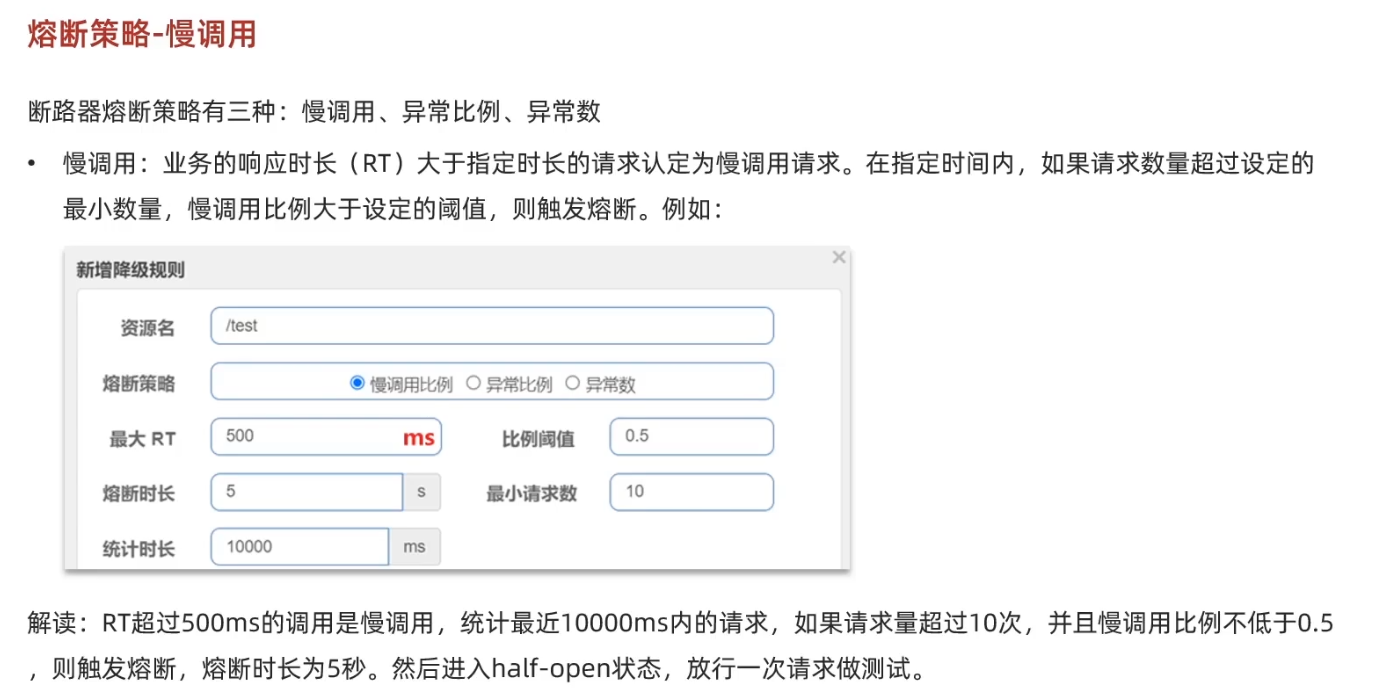 熔断策略-慢调用
断路器熔断策略有三种：慢调用、异常比例、异常数
• 慢调用：业务的响应时长（RT）大于指定时长的请求认定为慢调用请求。在指定时间内，如果请求数量超过设定的
最小数量，慢调用比例大于设定的阈值，则触发熔断。例如：
新增降级规则 ×
资源名 /test
熔断策略 慢调用比例 异常比例 异常数
最大 RT 500 ms 比例阈值 0.5
熔断时长 5 s 最小请求数 10
统计时长 10000 ms
解读：RT超过500ms的调用是慢调用，统计最近10000ms内的请求，如果请求量超过10次，并且慢调用比例不低于0.5
，则触发熔断，熔断时长为5秒。然后进入half-open状态，放行一次请求做测试。